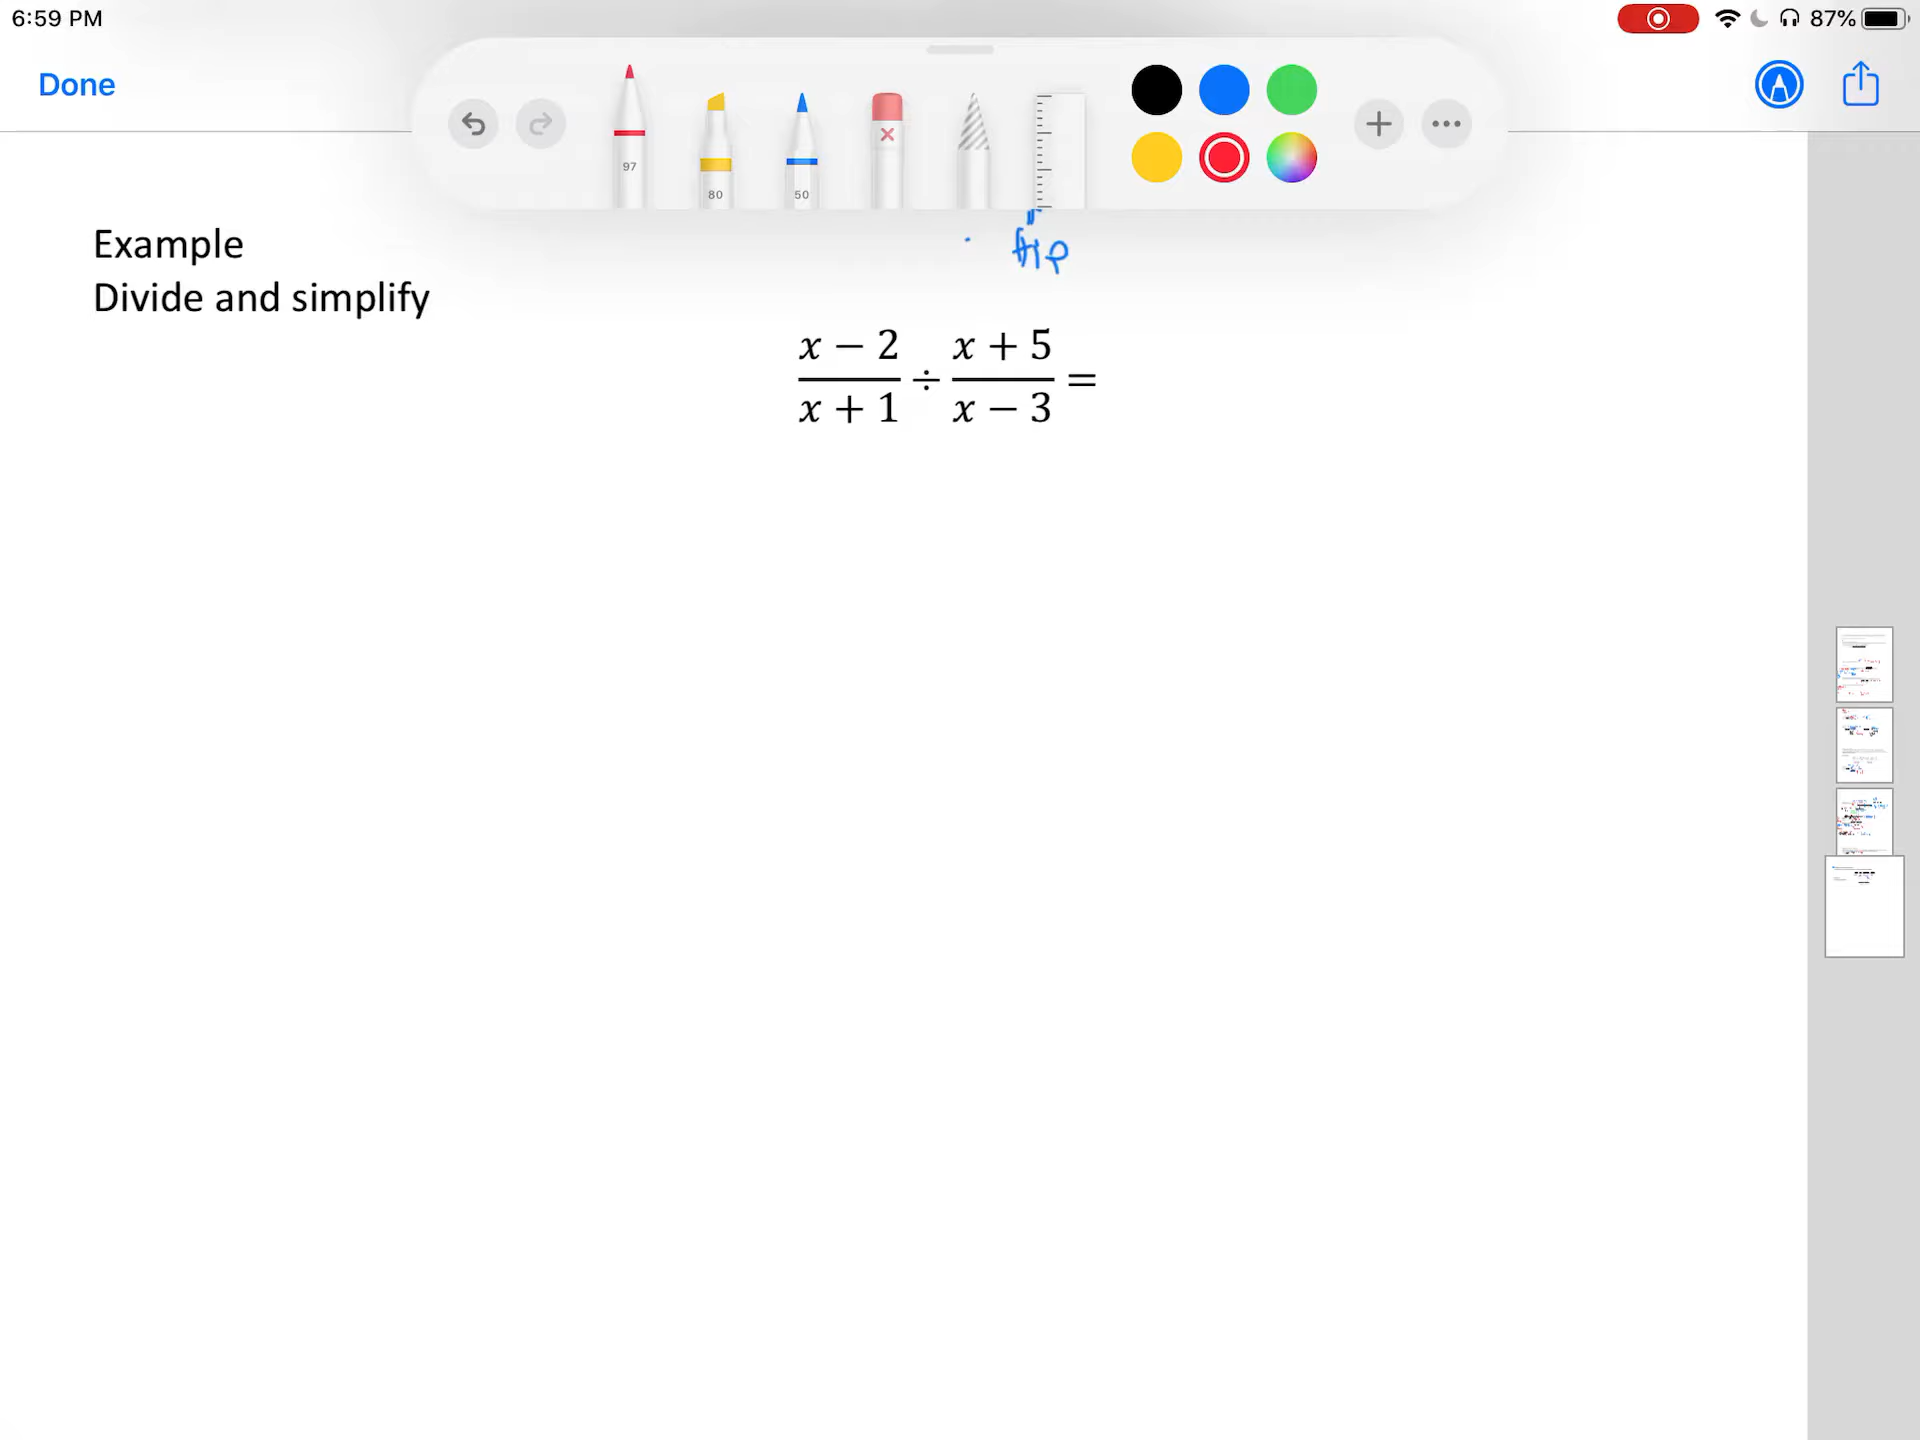 6:59 PM
87%
Done
97
80
50
flip
Example
Divide and simplify
x − 2 x + 5
÷ =
x + 1 x − 3